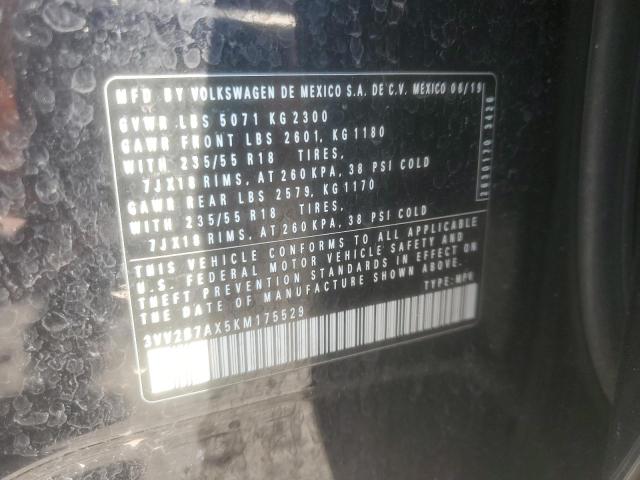 MFD BY VOLKSWAGEN DE MEXICO S.A. DE C.V. MEXICO 06/19
GVWR LBS 5071 KG 2300
GAWR FRONT LBS 2601, KG 1180
WITH 235/55 R18 TIRES,
7JX18 RIMS, AT 260 KPA, 38 PSI COLD
GAWR REAR LBS 2579, KG 1170
WITH 235/55 R18 TIRES,
7JX18 RIMS, AT 260 KPA, 38 PSI COLD
THIS VEHICLE CONFORMS TO ALL APPLICABLE
U.S. FEDERAL MOTOR VEHICLE SAFETY AND
THEFT PREVENTION STANDARDS IN EFFECT ON
THE DATE OF MANUFACTURE SHOWN ABOVE.
TYPE:MPV
3VV2B7AX5KM175529